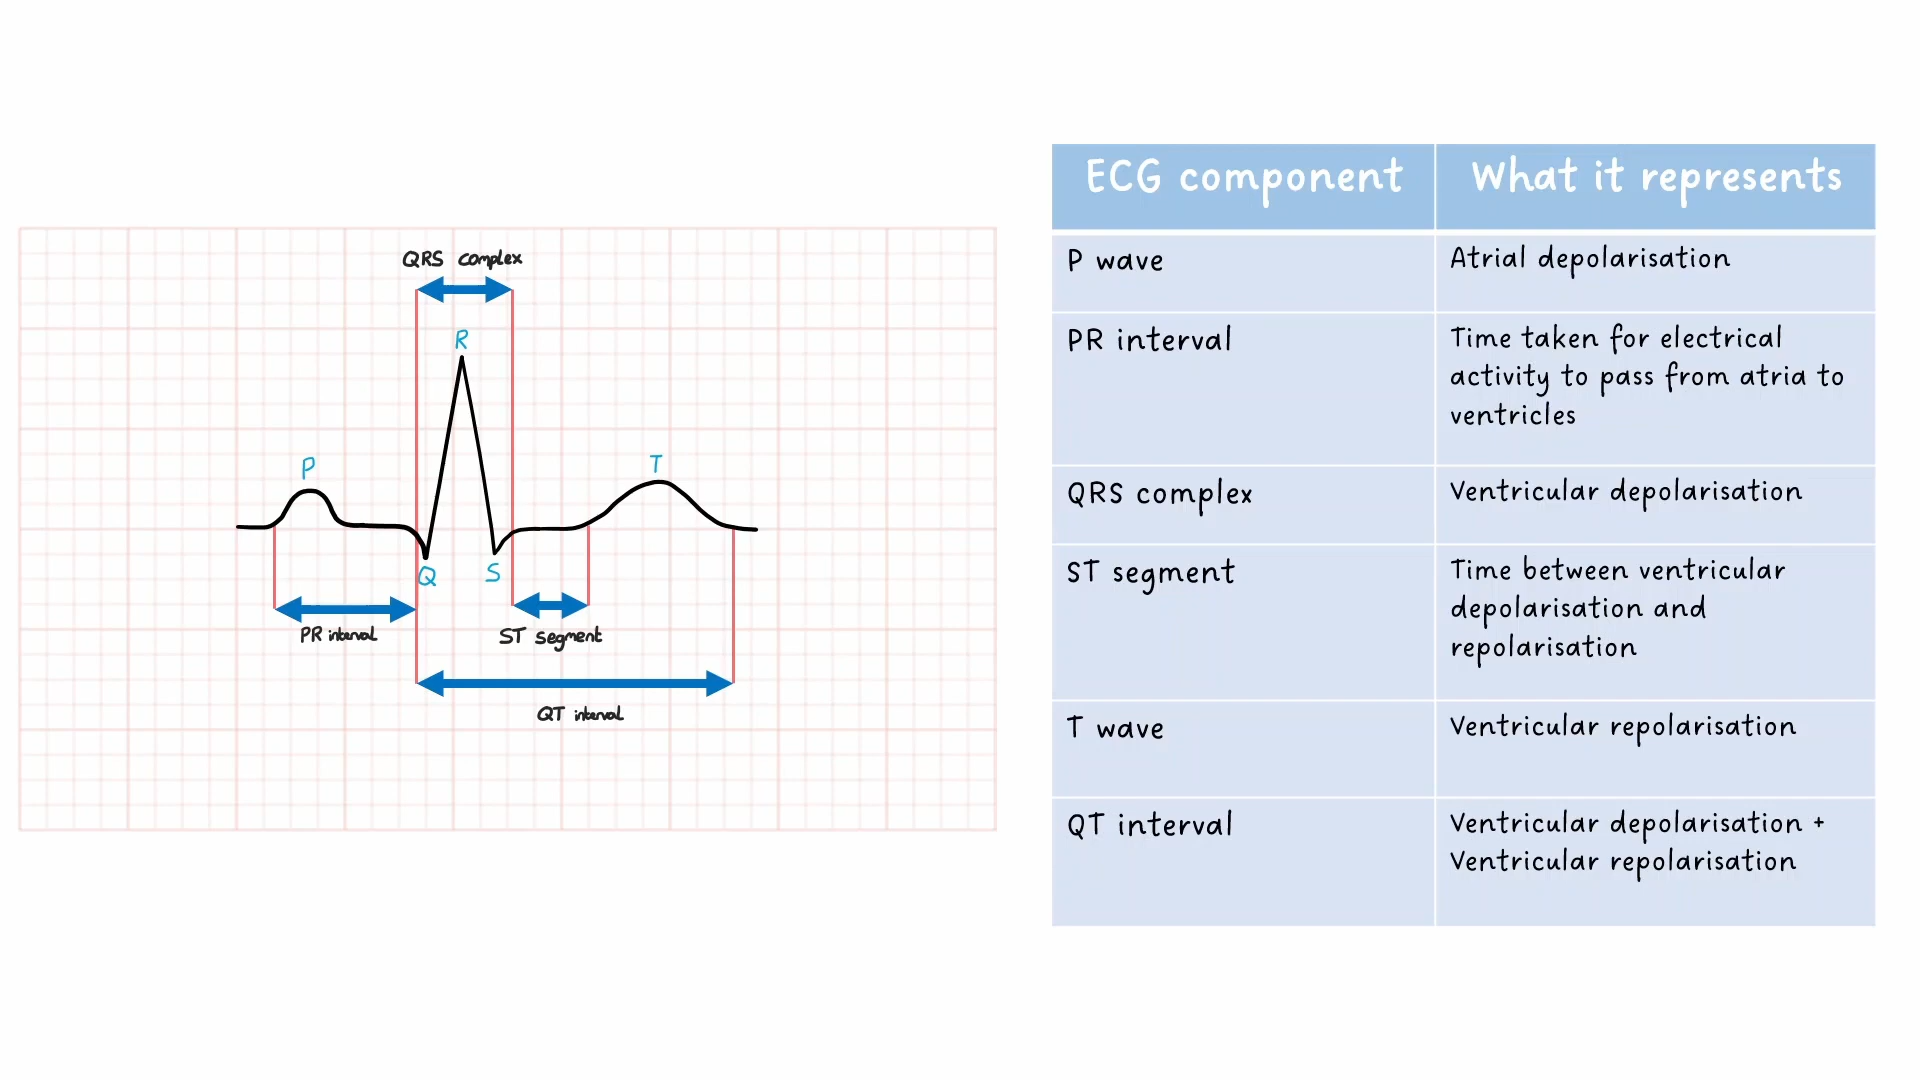 QRS complex
R
P
T
Q
S
PR interval
ST segment
QT interval
ECG component
What it represents
P wave
Atrial depolarisation
PR interval
Time taken for electrical
activity to pass from atria to
ventricles
QRS complex
Ventricular depolarisation
ST segment
Time between ventricular
depolarisation and
repolarisation
T wave
Ventricular repolarisation
QT interval
Ventricular depolarisation +
Ventricular repolarisation